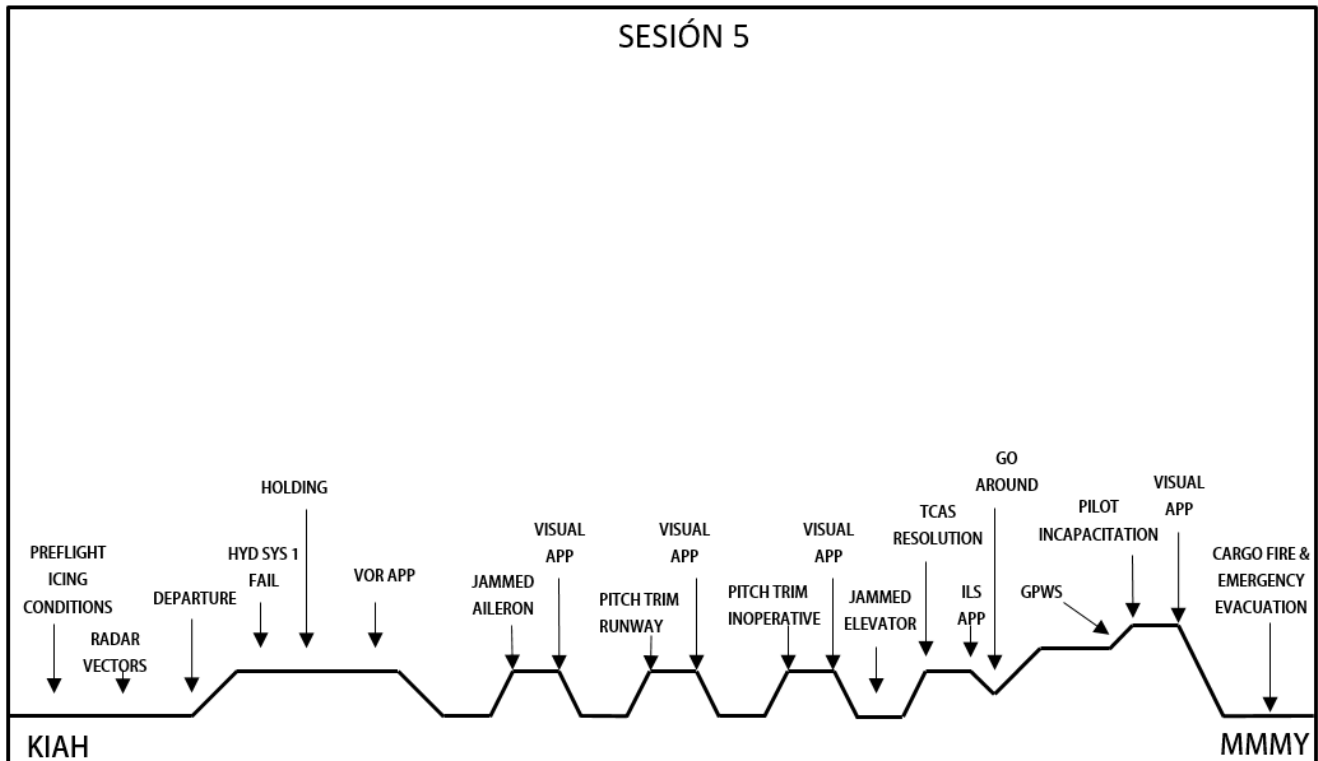 SESIÓN 5
PREFLIGHT
ICING
CONDITIONS
RADAR
VECTORS
DEPARTURE
HYD SYS 1
FAIL
HOLDING
VOR APP
JAMMED
AILERON
VISUAL
APP
PITCH TRIM
RUNWAY
VISUAL
APP
PITCH TRIM
INOPERATIVE
VISUAL
APP
JAMMED
ELEVATOR
TCAS
RESOLUTION
ILS
APP
GO
AROUND
GPWS
PILOT
INCAPACITATION
VISUAL
APP
CARGO FIRE &
EMERGENCY
EVACUATION
KIAH
MMMY